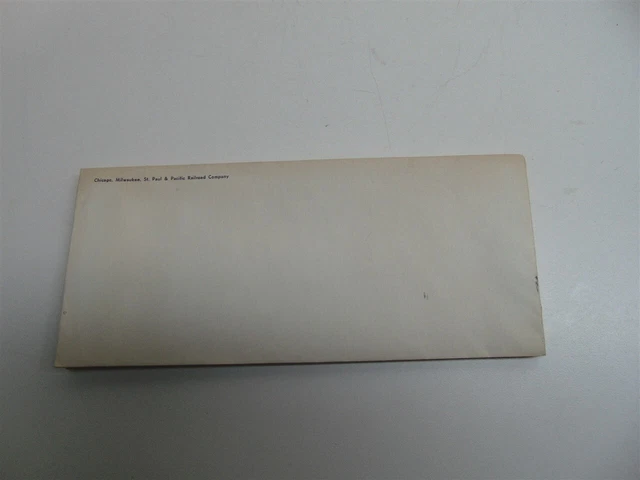 Chicago, Milwaukee, St. Paul & Pacific Railroad Company